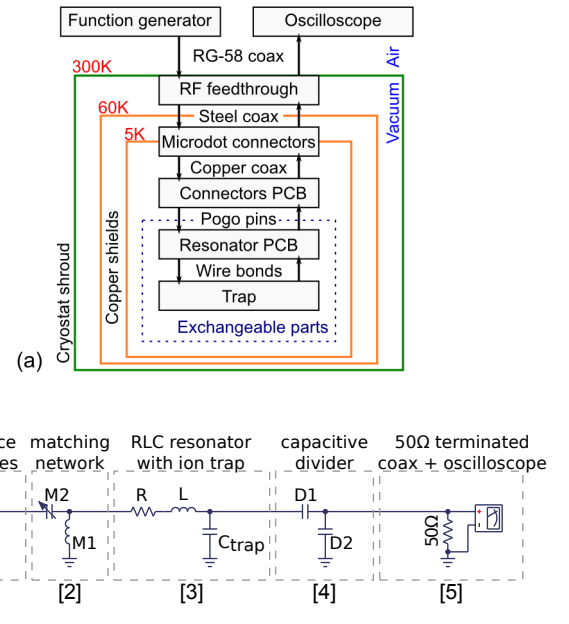 Function generator
Oscilloscope
RG-58 coax
Air
300K
RF feedthrough
Vacuum
60K
Steel coax
5K
Microdot connectors
Copper coax
Connectors PCB
Pogo pins
Resonator PCB
Wire bonds
Trap
Exchangeable parts
Copper shields
Cryostat shroud
(a)
ce
es
matching
network
RLC resonator
with ion trap
capacitive
divider
50Ω terminated
coax + oscilloscope
M2
M1
R
L
Ctrap
D1
D2
50Ω
+
[2]
[3]
[4]
[5]